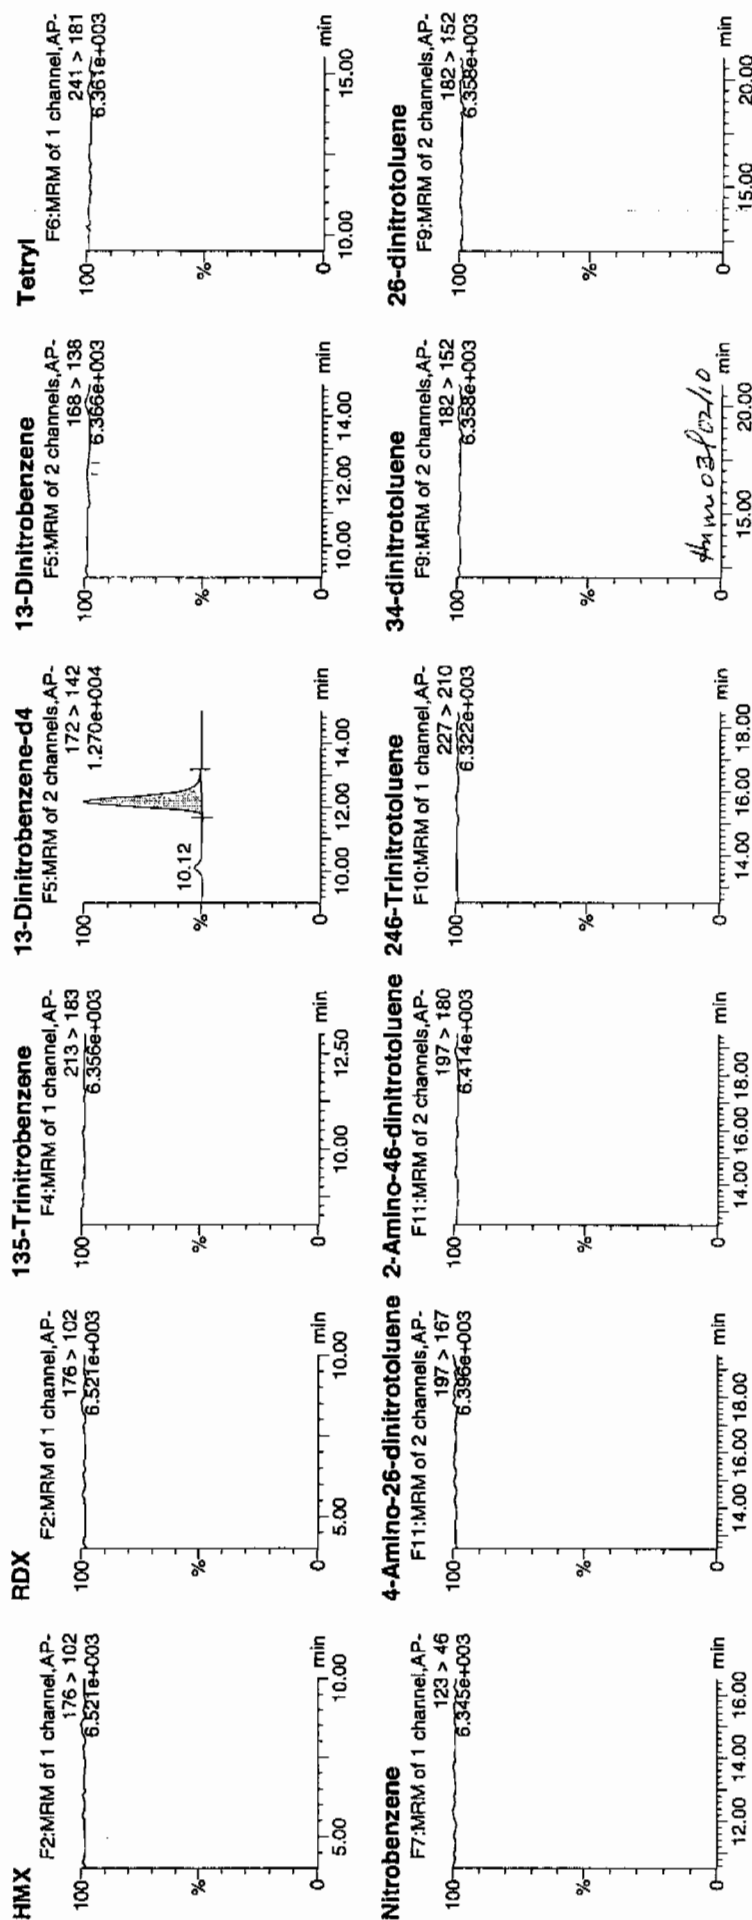 HMX
F2:MRM of 1 channel,AP-
176 > 102
6.521e+003
100
%
0
5.00
10.00
min
RDX
F2:MRM of 1 channel,AP-
176 > 102
6.521e+003
100
%
0
5.00
10.00
min
135-Trinitrobenzene
F4:MRM of 1 channel,AP-
213 > 183
6.356e+003
100
%
0
10.00
12.50
min
13-Dinitrobenzene-d4
F5:MRM of 2 channels,AP-
172 > 142
1.270e+004
100
10.12
%
0
10.00
12.00
14.00
min
13-Dinitrobenzene
F5:MRM of 2 channels,AP-
168 > 138
6.366e+003
100
%
0
10.00
12.00
14.00
min
Tetryl
F6:MRM of 1 channel,AP-
241 > 181
6.361e+003
100
%
0
10.00
15.00
min
Nitrobenzene
F7:MRM of 1 channel,AP-
123 > 46
6.345e+003
100
%
0
12.00
14.00
16.00
min
4-Amino-26-dinitrotoluene
F11:MRM of 2 channels,AP-
197 > 167
6.396e+003
100
%
0
14.00
16.00
18.00
min
2-Amino-46-dinitrotoluene
F11:MRM of 2 channels,AP-
197 > 180
6.414e+003
100
%
0
14.00
16.00
18.00
min
246-Trinitrotoluene
F10:MRM of 1 channel,AP-
227 > 210
6.322e+003
100
%
0
14.00
16.00
18.00
min
34-dinitrotoluene
F9:MRM of 2 channels,AP-
182 > 152
6.358e+003
100
%
0
15.00
20.00
min
26-dinitrotoluene
F9:MRM of 2 channels,AP-
182 > 152
6.358e+003
100
%
0
15.00
20.00
min